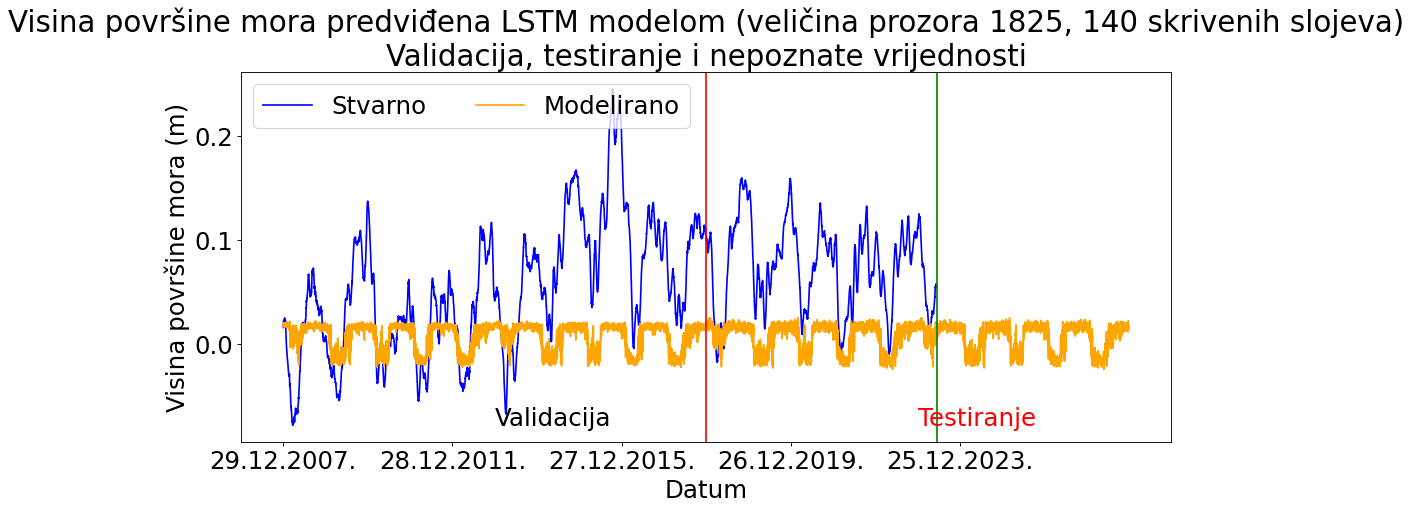 Visina površine mora predviđena LSTM modelom (veličina prozora 1825, 140 skrivenih slojeva)
Validacija, testiranje i nepoznate vrijednosti
Stvarno
Modelirano
Visina površine mora (m)
0.2
0.1
0.0
Validacija
Testiranje
29.12.2007.
28.12.2011.
27.12.2015.
26.12.2019.
25.12.2023.
Datum